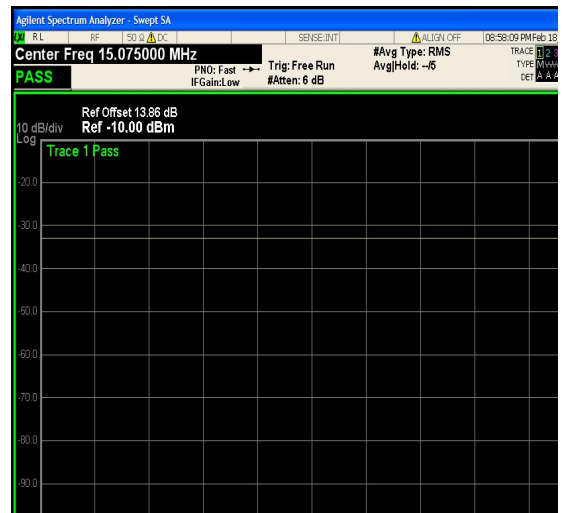 Agilent Spectrum Analyzer - Swept SA
LXI RL RF 50 Ω DC SENSE:INT ALIGN OFF 08:58:09 PM Feb 18
Center Freq 15.075000 MHz #Avg Type: RMS TRACE 1 2 3
PNO: Fast Trig: Free Run Avg|Hold: --/5 TYPE M
PASS IFGain:Low #Atten: 6 dB DET A A A
Ref Offset 13.86 dB
10 dB/div Ref -10.00 dBm
Log
Trace 1 Pass
-20.0
-30.0
-40.0
-50.0
-60.0
-70.0
-80.0
-90.0